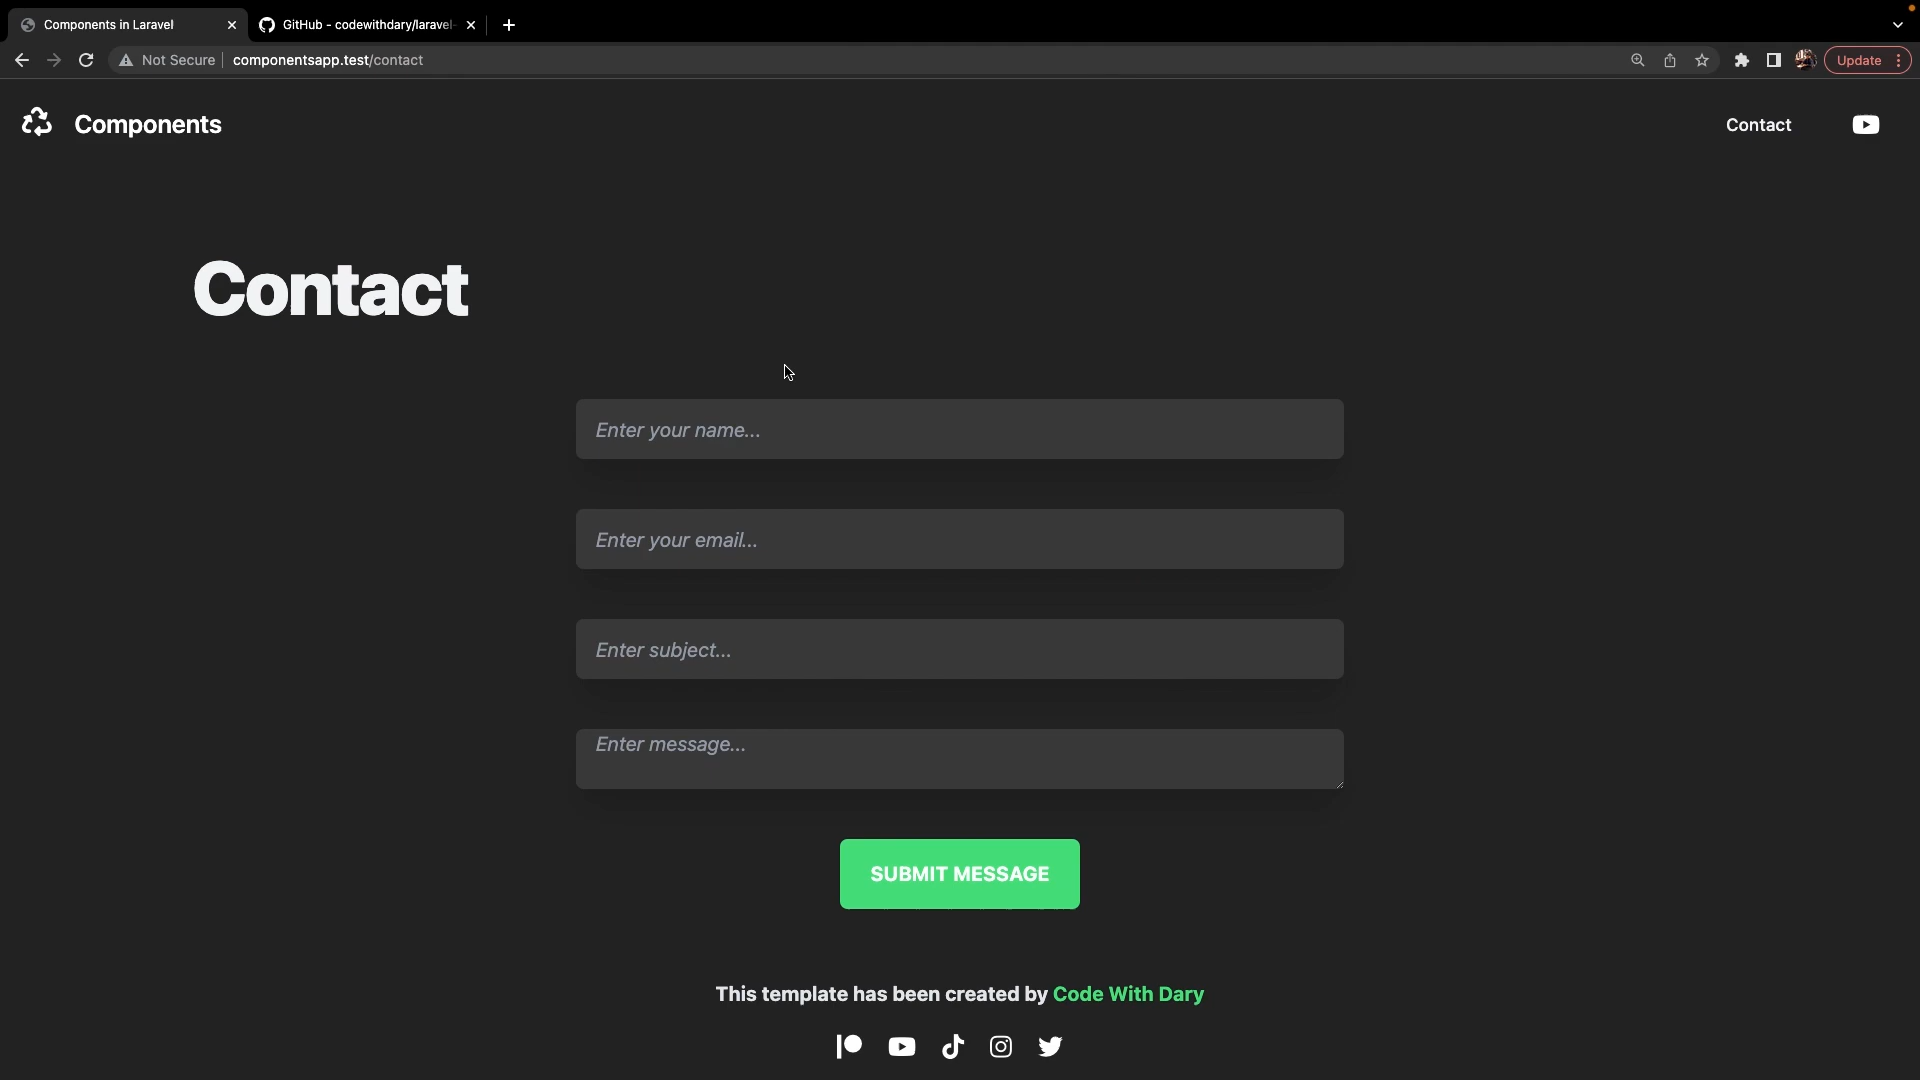 Components in Laravel
GitHub - codewithdary/laravel-
Not Secure
componentsapp.test/contact
Update
Components
Contact
Contact
Enter your name...
Enter your email...
Enter subject...
Enter message...
SUBMIT MESSAGE
This template has been created by Code With Dary